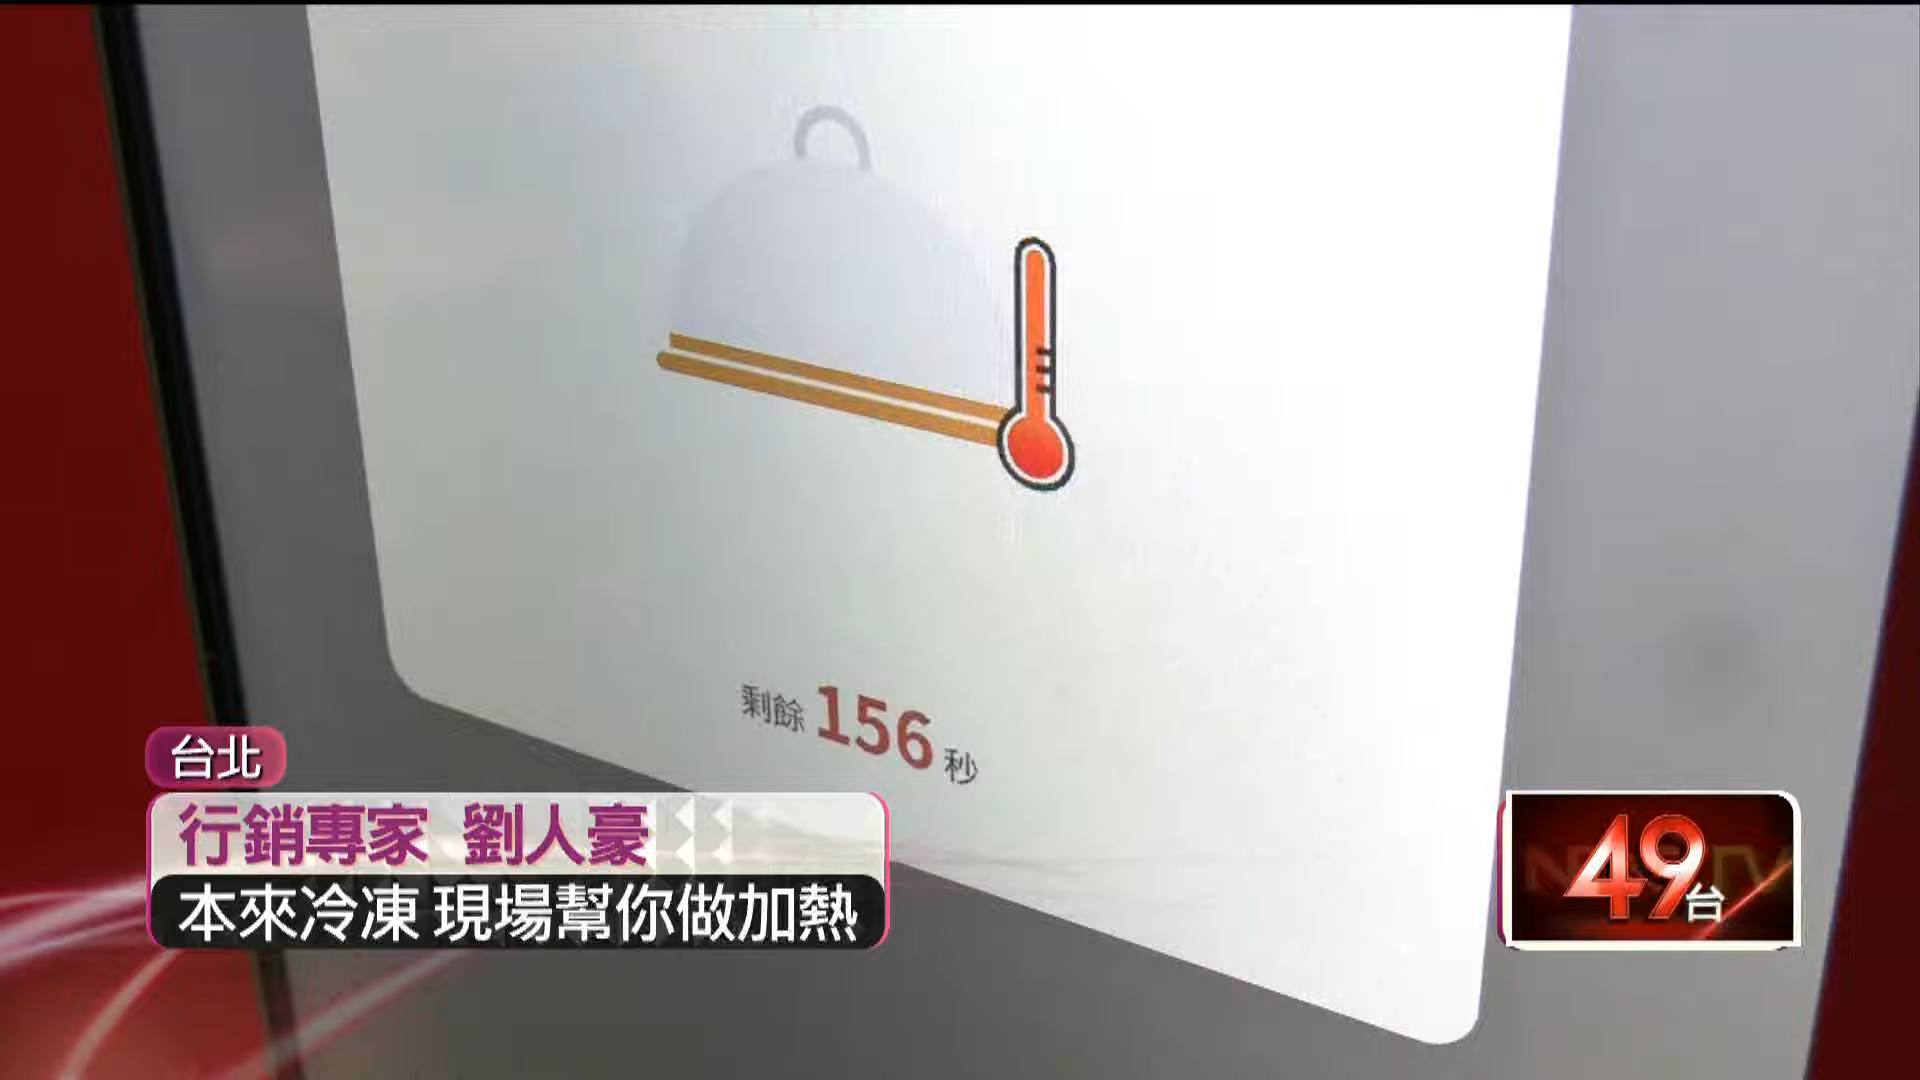 剩餘 156 秒
台北
行銷專家 劉人豪
本來冷凍 現場幫你做加熱
49台